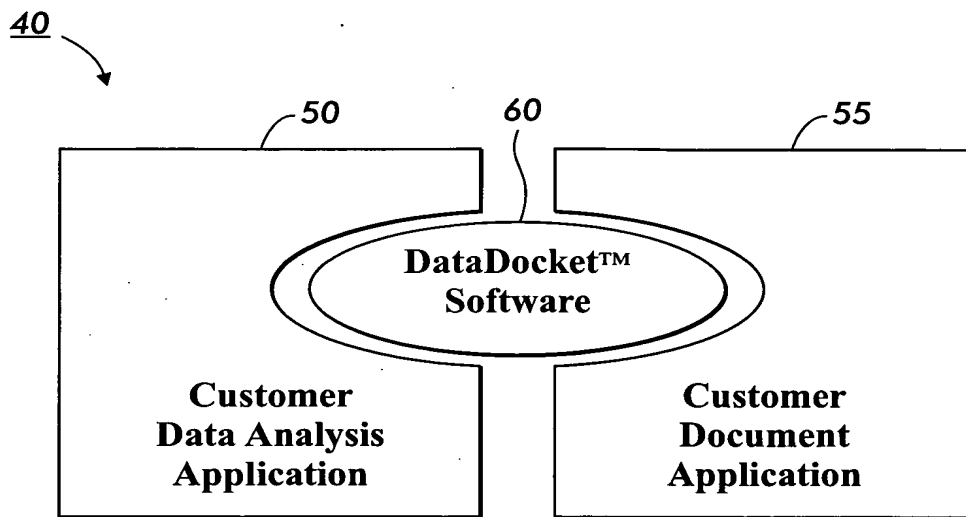 40
50
60
55
DataDocket™
Software
Customer
Data Analysis
Application
Customer
Document
Application